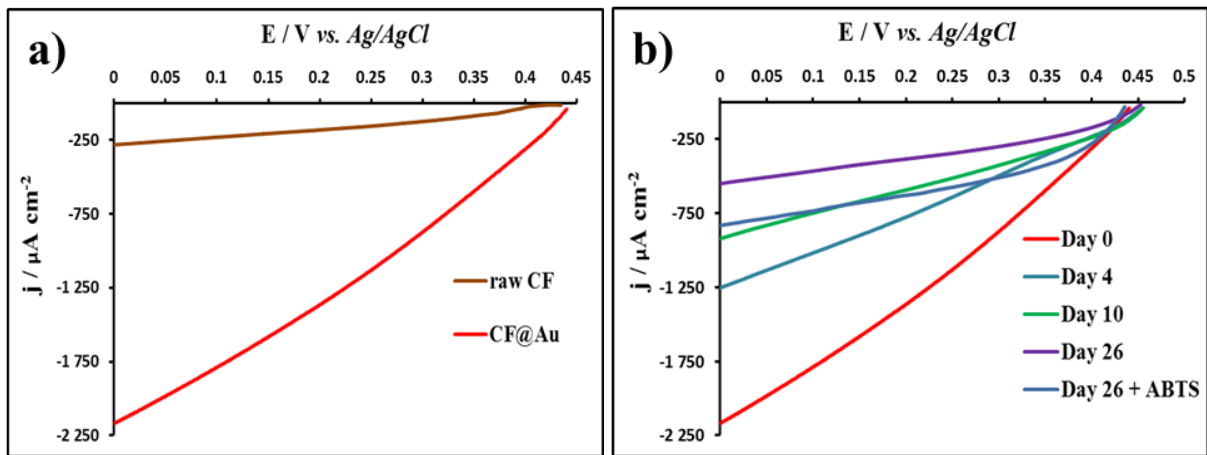 a)
E / V vs. Ag/AgCl
0 0.05 0.1 0.15 0.2 0.25 0.3 0.35 0.4 0.45
-250
-750
-1 250
-1 750
-2 250
j / µA cm⁻²
raw CF
CF@Au
b)
E / V vs. Ag/AgCl
0 0.05 0.1 0.15 0.2 0.25 0.3 0.35 0.4 0.45 0.5
-250
-750
-1 250
-1 750
-2 250
j / µA cm⁻²
Day 0
Day 4
Day 10
Day 26
Day 26 + ABTS